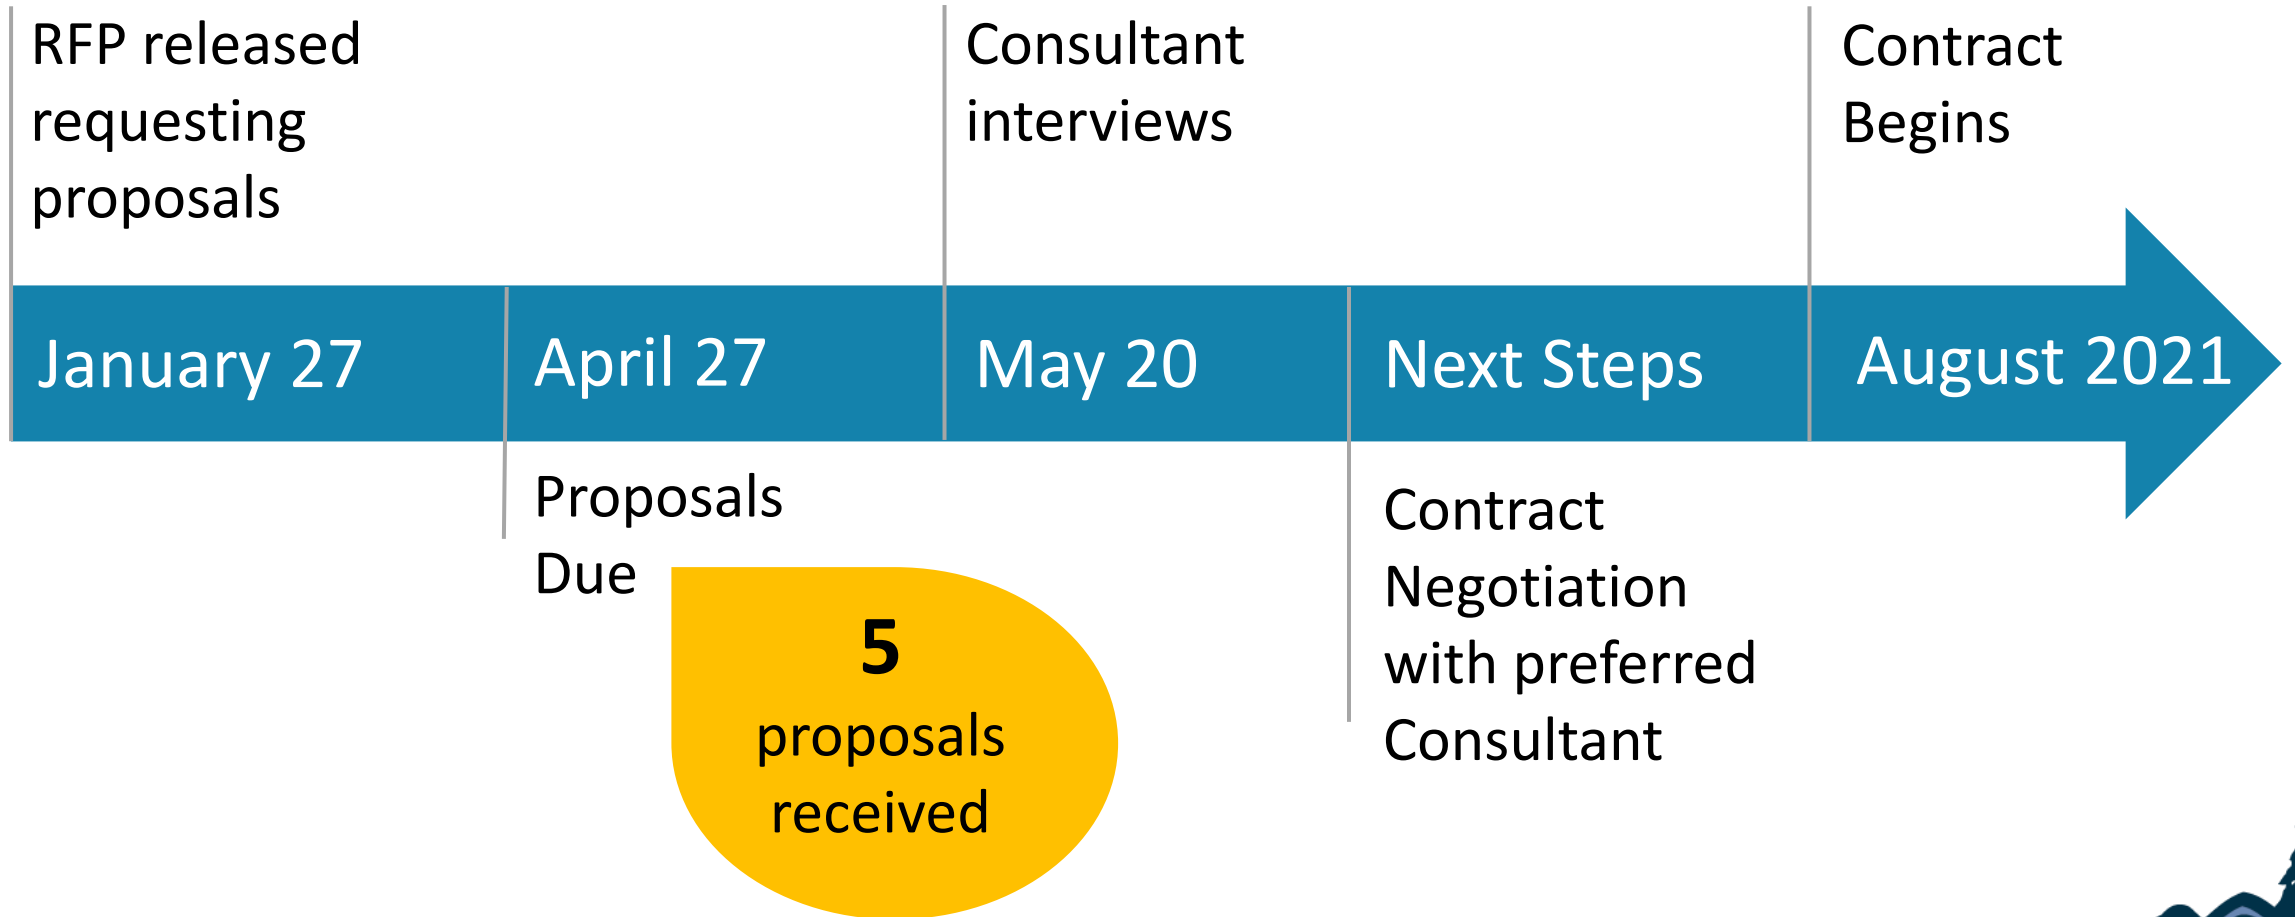 RFP released
requesting
proposals
Consultant
interviews
Contract
Begins
January 27
April 27
May 20
Next Steps
August 2021
Proposals
Due
5
proposals
received
Contract
Negotiation
with preferred
Consultant